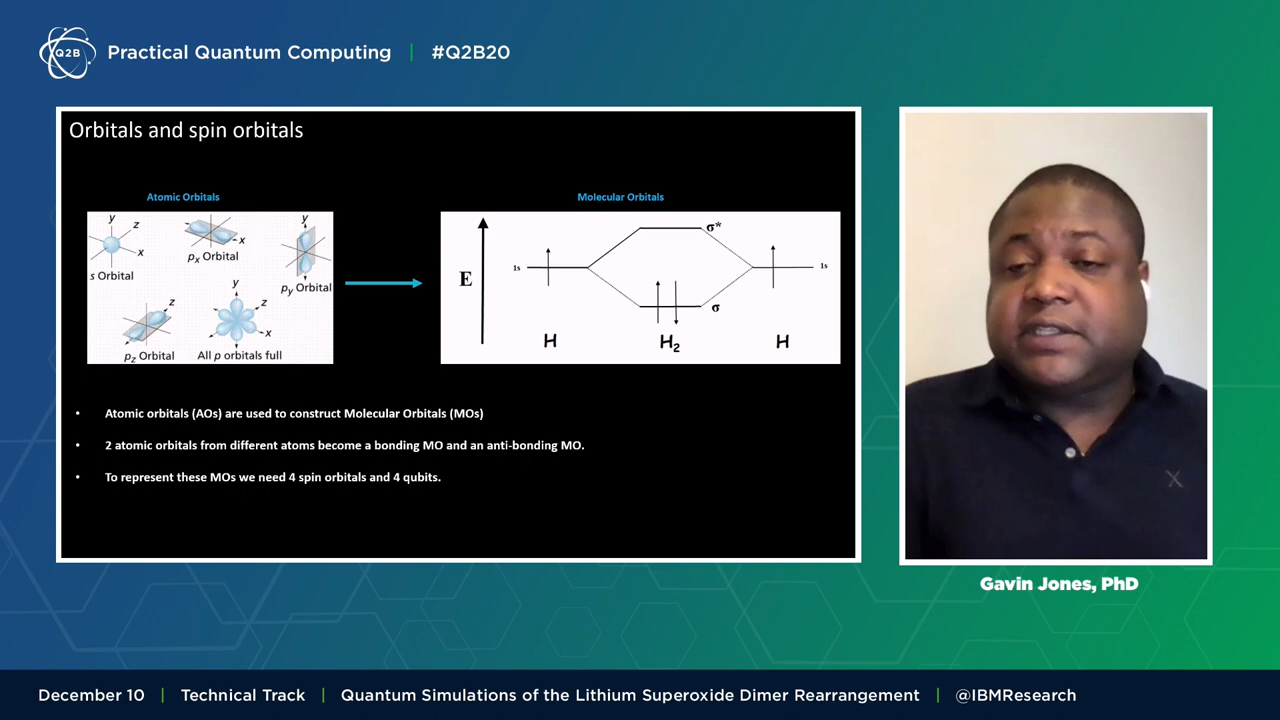 Q2B
Practical Quantum Computing | #Q2B20
Orbitals and spin orbitals
Atomic Orbitals
Molecular Orbitals
y
z
x
s Orbital
x
px Orbital
y
py Orbital
z
pz Orbital
y
z
x
All p orbitals full
E
1s
σ*
1s
σ
H
H2
H
• Atomic orbitals (AOs) are used to construct Molecular Orbitals (MOs)
• 2 atomic orbitals from different atoms become a bonding MO and an anti-bonding MO.
• To represent these MOs we need 4 spin orbitals and 4 qubits.
X
Gavin Jones, PhD
December 10 | Technical Track | Quantum Simulations of the Lithium Superoxide Dimer Rearrangement | @IBMResearch